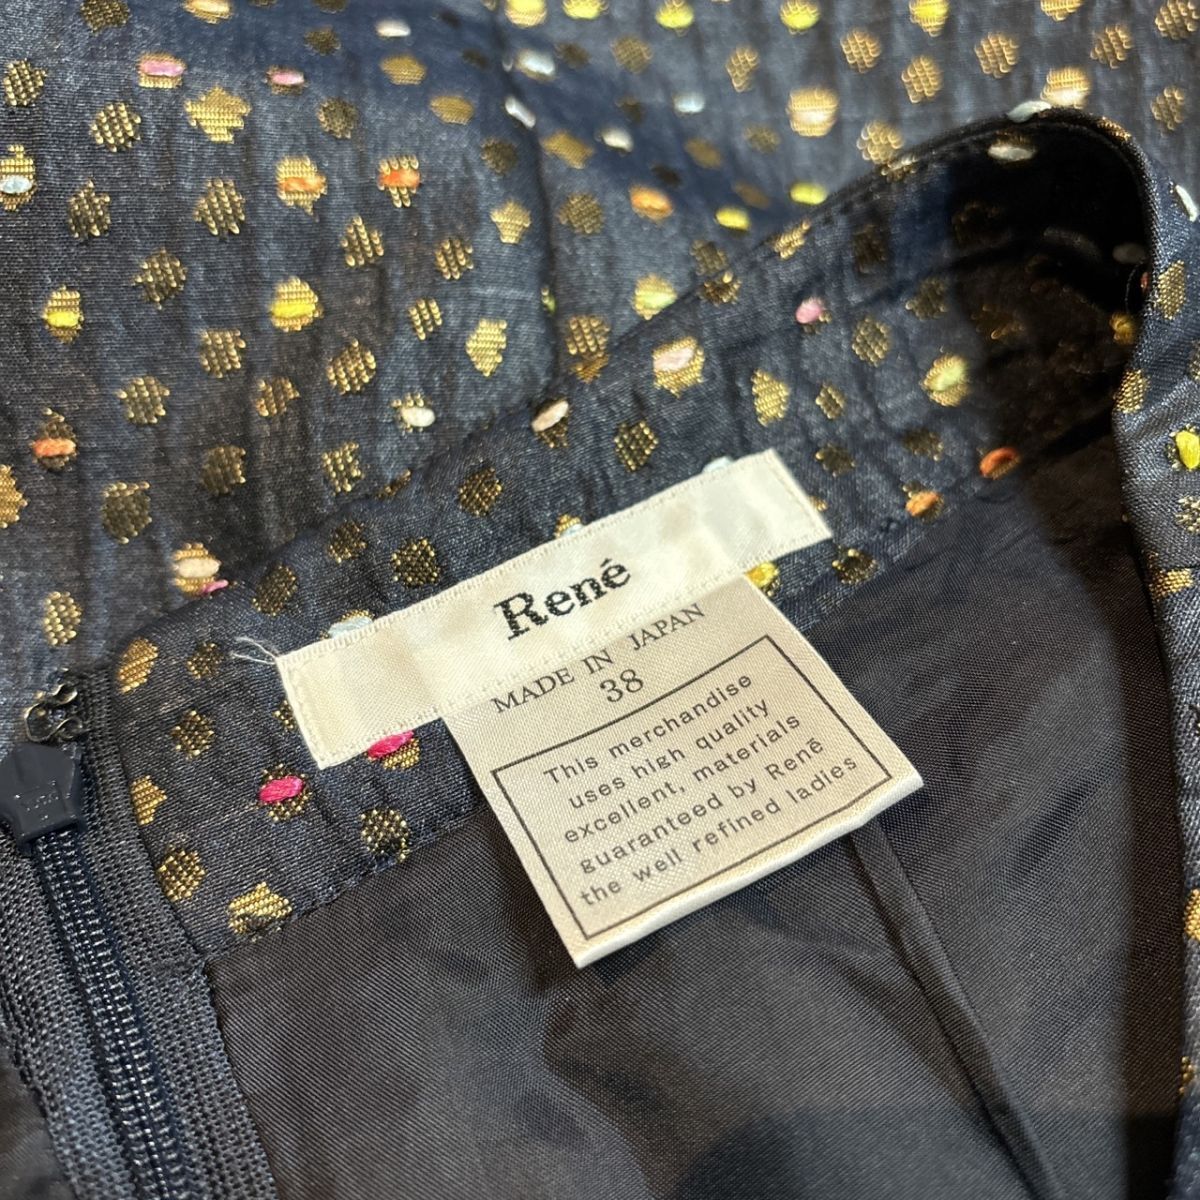 René
MADE IN JAPAN
38
This merchandise
uses high quality
excellent, materials
guaranteed by René
the well refined ladies